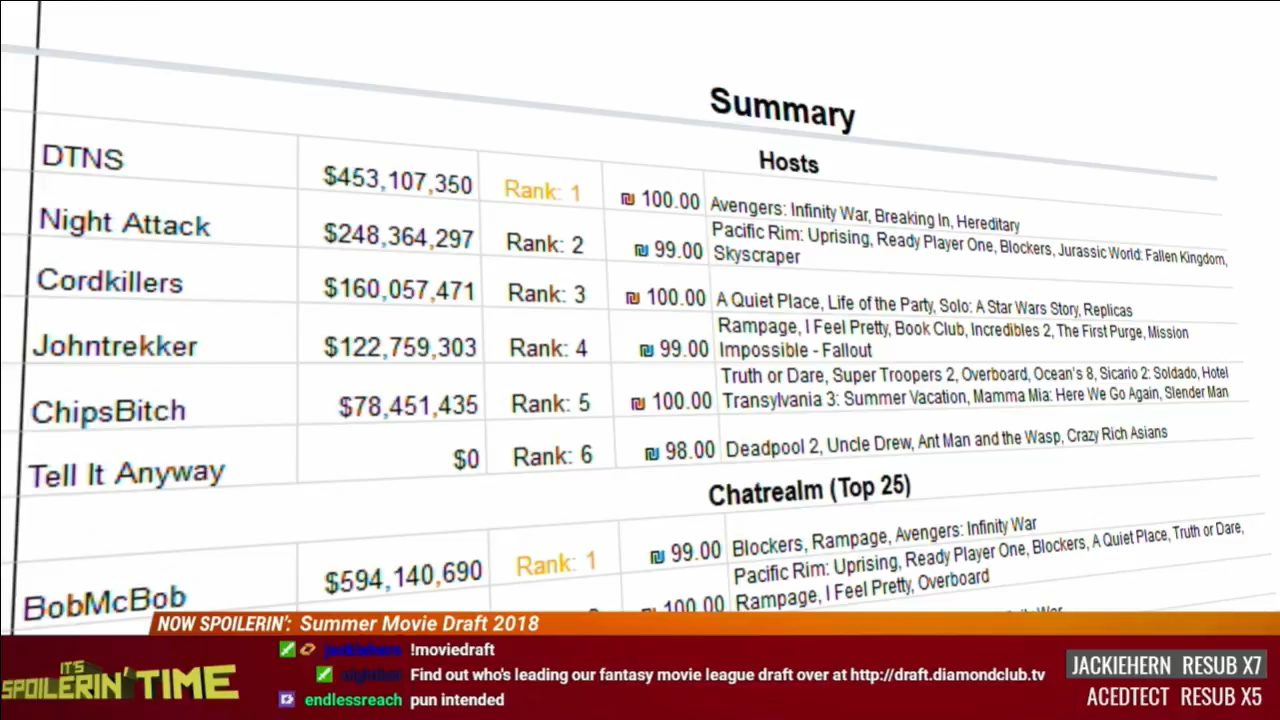 Summary
Hosts
DTNS $453,107,350 Rank: 1 ₪ 100.00 Avengers: Infinity War, Breaking In, Hereditary
Night Attack $248,364,297 Rank: 2 ₪ 99.00 Pacific Rim: Uprising, Ready Player One, Blockers, Jurassic World: Fallen Kingdom,
Skyscraper
Cordkillers $160,057,471 Rank: 3 ₪ 100.00 A Quiet Place, Life of the Party, Solo: A Star Wars Story, Replicas
Johntrekker $122,759,303 Rank: 4 ₪ 99.00 Rampage, I Feel Pretty, Book Club, Incredibles 2, The First Purge, Mission
Impossible - Fallout
ChipsBitch $78,451,435 Rank: 5 ₪ 100.00 Truth or Dare, Super Troopers 2, Overboard, Ocean's 8, Sicario 2: Soldado, Hotel
Transylvania 3: Summer Vacation, Mamma Mia: Here We Go Again, Slender Man
Tell It Anyway $0 Rank: 6 ₪ 98.00 Deadpool 2, Uncle Drew, Ant Man and the Wasp, Crazy Rich Asians
Chatrealm (Top 25)
BobMcBob $594,140,690 Rank: 1 ₪ 99.00 Blockers, Rampage, Avengers: Infinity War
₪ 100.00 Pacific Rim: Uprising, Ready Player One, Blockers, A Quiet Place, Truth or Dare,
Rampage, I Feel Pretty, Overboard
NOW SPOILERIN': Summer Movie Draft 2018
IT'S
SPOILERIN' TIME
jackiehern !moviedraft
nightbot Find out who's leading our fantasy movie league draft over at http://draft.diamondclub.tv
endlessreach pun intended
JACKIEHERN RESUB X7
ACEDTECT RESUB X5